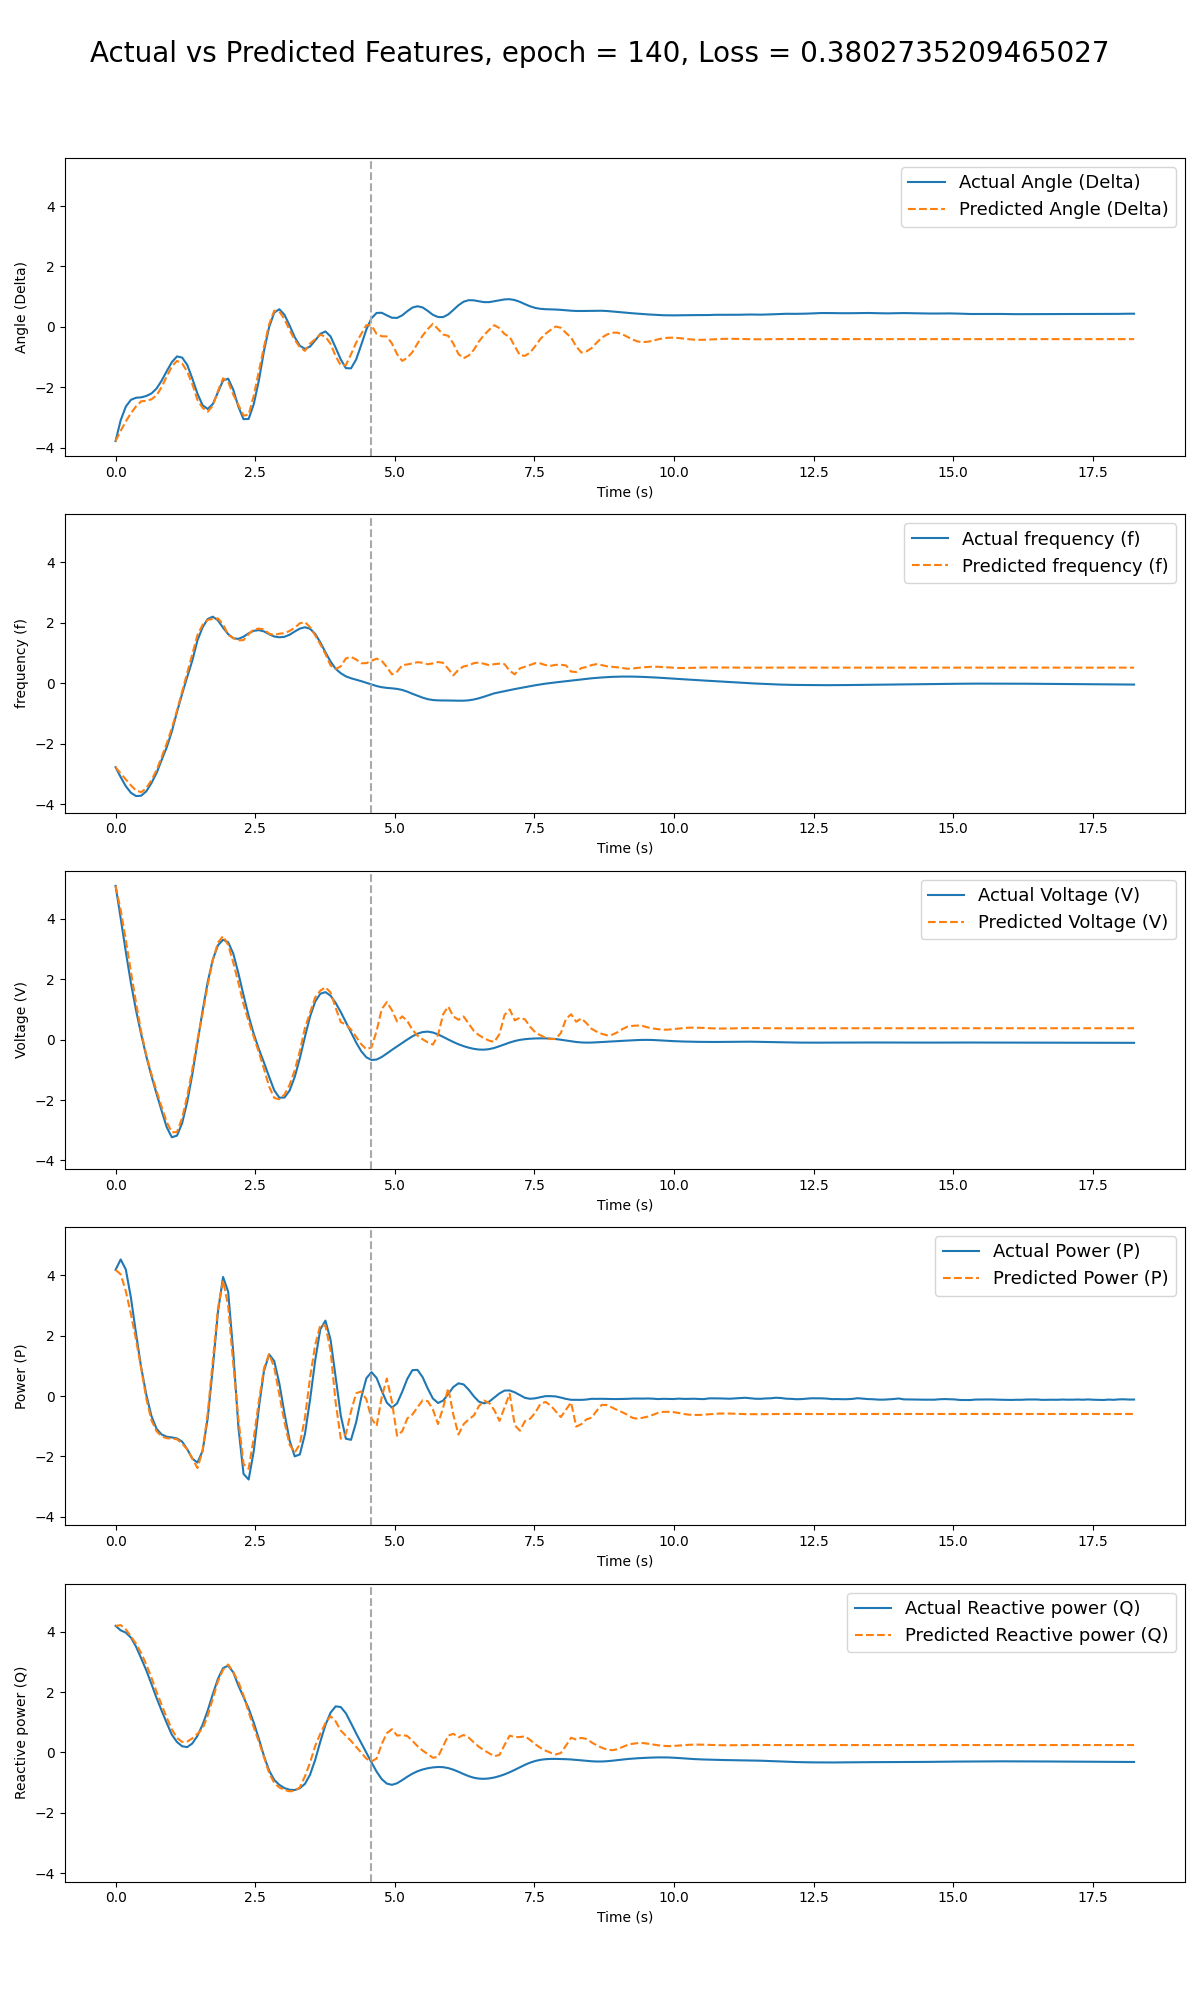 Actual vs Predicted Features, epoch = 140, Loss = 0.3802735209465027
Actual Angle (Delta)
Predicted Angle (Delta)
Angle (Delta)
4
2
0
−2
−4
0.0 2.5 5.0 7.5 10.0 12.5 15.0 17.5
Time (s)
Actual frequency (f)
Predicted frequency (f)
frequency (f)
4
2
0
−2
−4
0.0 2.5 5.0 7.5 10.0 12.5 15.0 17.5
Time (s)
Actual Voltage (V)
Predicted Voltage (V)
Voltage (V)
4
2
0
−2
−4
0.0 2.5 5.0 7.5 10.0 12.5 15.0 17.5
Time (s)
Actual Power (P)
Predicted Power (P)
Power (P)
4
2
0
−2
−4
0.0 2.5 5.0 7.5 10.0 12.5 15.0 17.5
Time (s)
Actual Reactive power (Q)
Predicted Reactive power (Q)
Reactive power (Q)
4
2
0
−2
−4
0.0 2.5 5.0 7.5 10.0 12.5 15.0 17.5
Time (s)